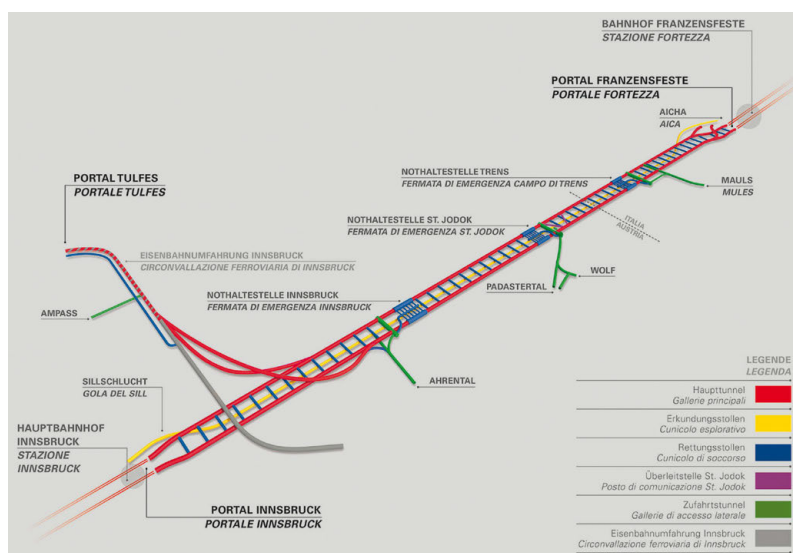 BAHNHOF FRANZENSFESTE
STAZIONE FORTEZZA
PORTAL FRANZENSFESTE
PORTALE FORTEZZA
AICHA
AICA
NOTHALTESTELLE TRENS
FERMATA DI EMERGENZA CAMPO DI TRENS
MAULS
MULES
PORTAL TULFES
PORTALE TULFES
NOTHALTESTELLE ST. JODOK
FERMATA DI EMERGENZA ST. JODOK
ITALIA
AUSTRIA
EISENBAHNUMFAHRUNG INNSBRUCK
CIRCONVALLAZIONE FERROVIARIA DI INNSBRUCK
WOLF
PADASTERTAL
NOTHALTESTELLE INNSBRUCK
FERMATA DI EMERGENZA INNSBRUCK
AMPASS
AHRENTAL
SILLSCHLUCHT
GOLA DEL SILL
HAUPTBAHNHOF
INNSBRUCK
STAZIONE
INNSBRUCK
PORTAL INNSBRUCK
PORTALE INNSBRUCK
LEGENDE
LEGENDA
Haupttunnel
Gallerie principali
Erkundungsstollen
Cunicolo esplorativo
Rettungsstollen
Cunicolo di soccorso
Überleitstelle St. Jodok
Posto di comunicazione St. Jodok
Zufahrtstunnel
Gallerie di accesso laterale
Eisenbahnumfahrung Innsbruck
Circonvallazione ferroviaria di Innsbruck